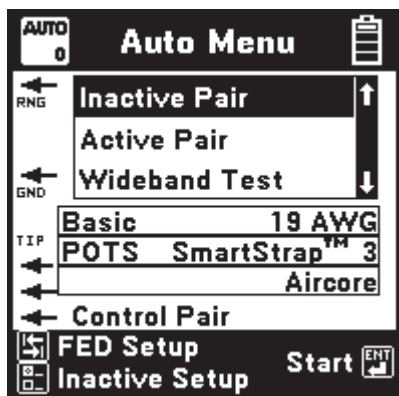 AUTO
0
Auto Menu
RNG
Inactive Pair
Active Pair
GND
Wideband Test
Basic 19 AWG
TIP
POTS SmartStrap™ 3
Aircore
Control Pair
FED Setup
Start ENT
Inactive Setup